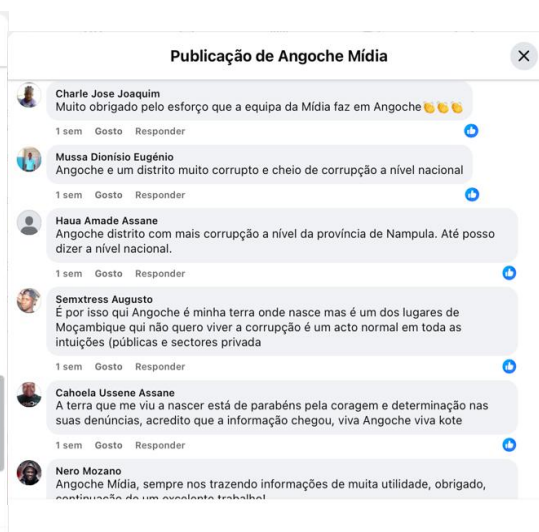 Publicação de Angoche Mídia
Charle Jose Joaquim
Muito obrigado pelo esforço que a equipa da Mídia faz em Angoche👏👏👏
1 sem Gosto Responder
Mussa Dionísio Eugénio
Angoche e um distrito muito corrupto e cheio de corrupção a nível nacional
1 sem Gosto Responder
Haua Amade Assane
Angoche distrito com mais corrupção a nível da província de Nampula. Até posso
dizer a nível nacional.
1 sem Gosto Responder
Semxtress Augusto
É por isso qui Angoche é minha terra onde nasce mas é um dos lugares de
Moçambique qui não quero viver a corrupção é um acto normal em toda as
intuições (públicas e sectores privada
1 sem Gosto Responder
Cahoela Ussene Assane
A terra que me viu a nascer está de parabéns pela coragem e determinação nas
suas denúncias, acredito que a informação chegou, viva Angoche viva kote
1 sem Gosto Responder
Nero Mozano
Angoche Mídia, sempre nos trazendo informações de muita utilidade, obrigado,
continuação de um excelente trabalho!